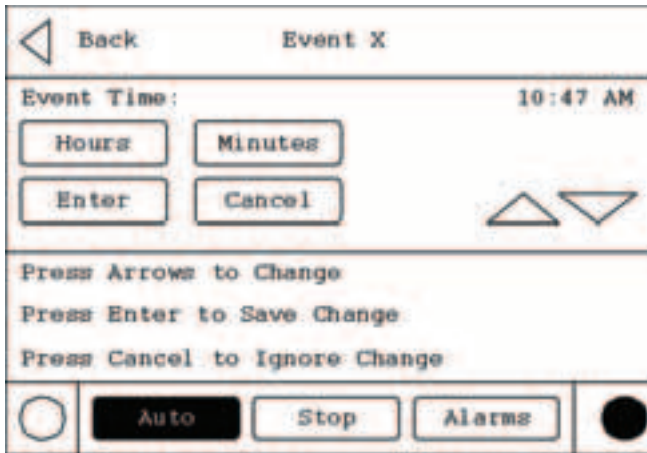 Back Event X
Event Time: 10:47 AM
Hours Minutes
Enter Cancel
Press Arrows to Change
Press Enter to Save Change
Press Cancel to Ignore Change
Auto Stop Alarms